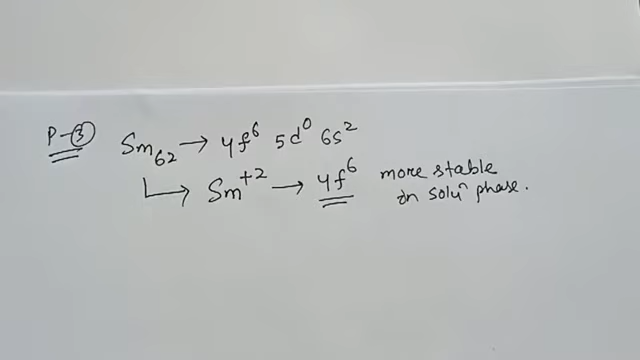 P-③ Sm₆₂ → 4f⁶ 5d⁰ 6s²
↳ Sm⁺² → 4f⁶ more stable
in soluⁿ phase.